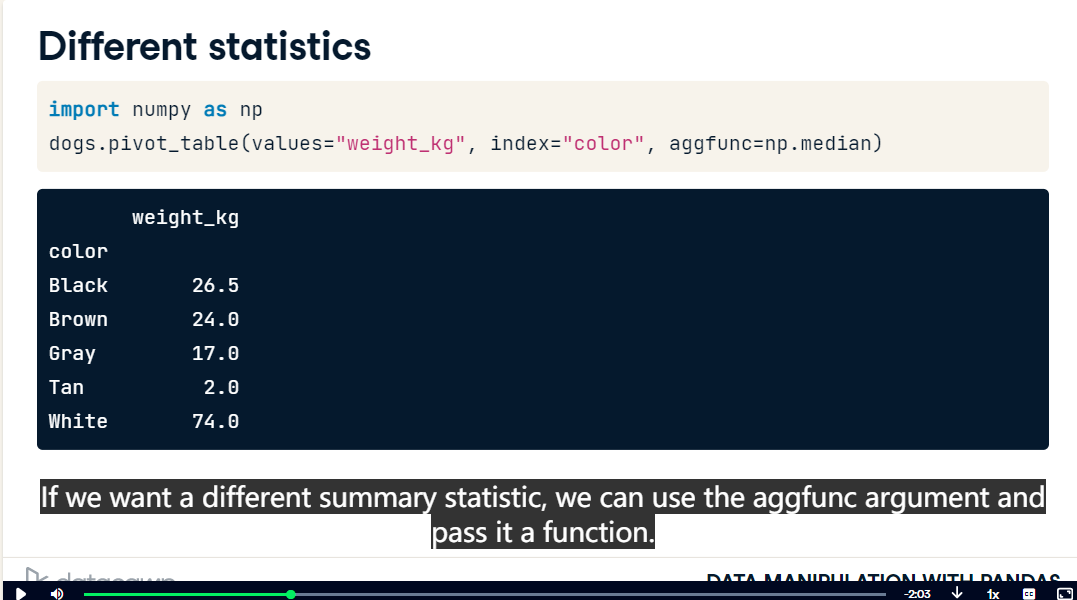 Different statistics
import numpy as np
dogs.pivot_table(values="weight_kg", index="color", aggfunc=np.median)
weight_kg
color
Black 26.5
Brown 24.0
Gray 17.0
Tan 2.0
White 74.0
If we want a different summary statistic, we can use the aggfunc argument and
pass it a function.
datacamp DATA MANIPULATION WITH PANDAS
-2:03 1x CC